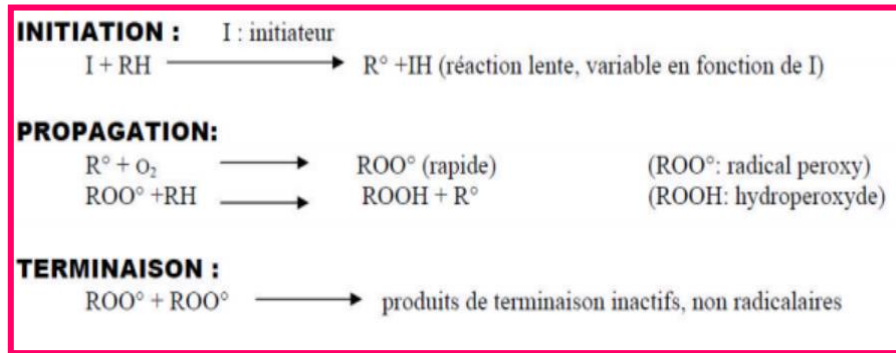 INITIATION : I : initiateur
I + RH ⟶ R° +IH (réaction lente, variable en fonction de I)
PROPAGATION:
R° + O₂ ⟶ ROO° (rapide) (ROO°: radical peroxy)
ROO° +RH ⟶ ROOH + R° (ROOH: hydroperoxyde)
TERMINAISON :
ROO° + ROO° ⟶ produits de terminaison inactifs, non radicalaires